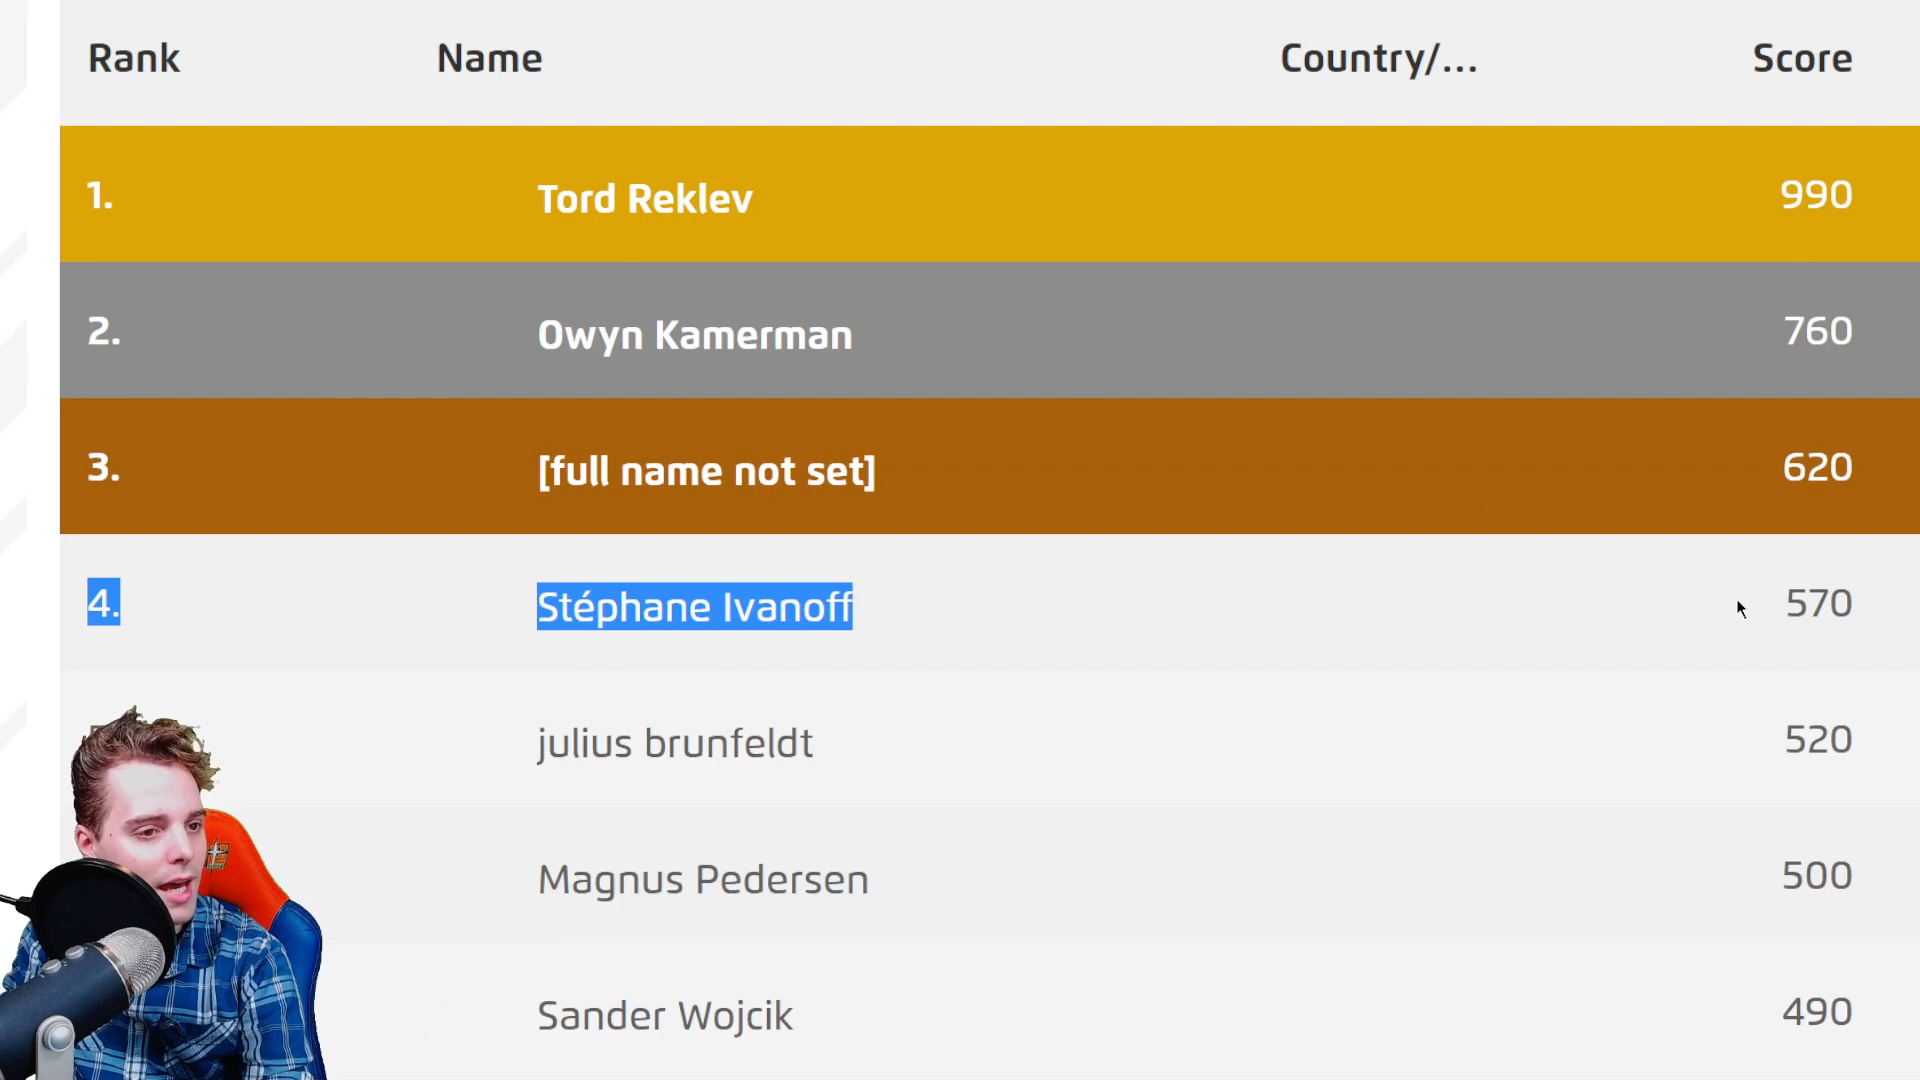 Rank Name Country/... Score
1. Tord Reklev 990
2. Owyn Kamerman 760
3. [full name not set] 620
4. Stéphane Ivanoff 570
julius brunfeldt 520
Magnus Pedersen 500
Sander Wojcik 490